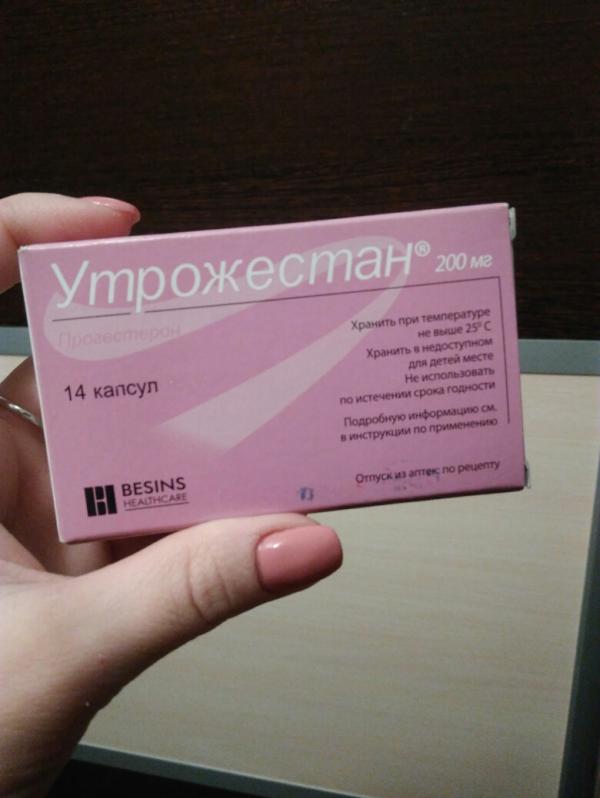 Утрожестан® 200 мг
Прогестерон
14 капсул
Хранить при температуре
не выше 25⁰ С
Хранить в недоступном
для детей месте
Не использовать
по истечении срока годности
Подробную информацию см.
в инструкции по применению
Отпуск из аптек по рецепту
BESINS
HEALTHCARE